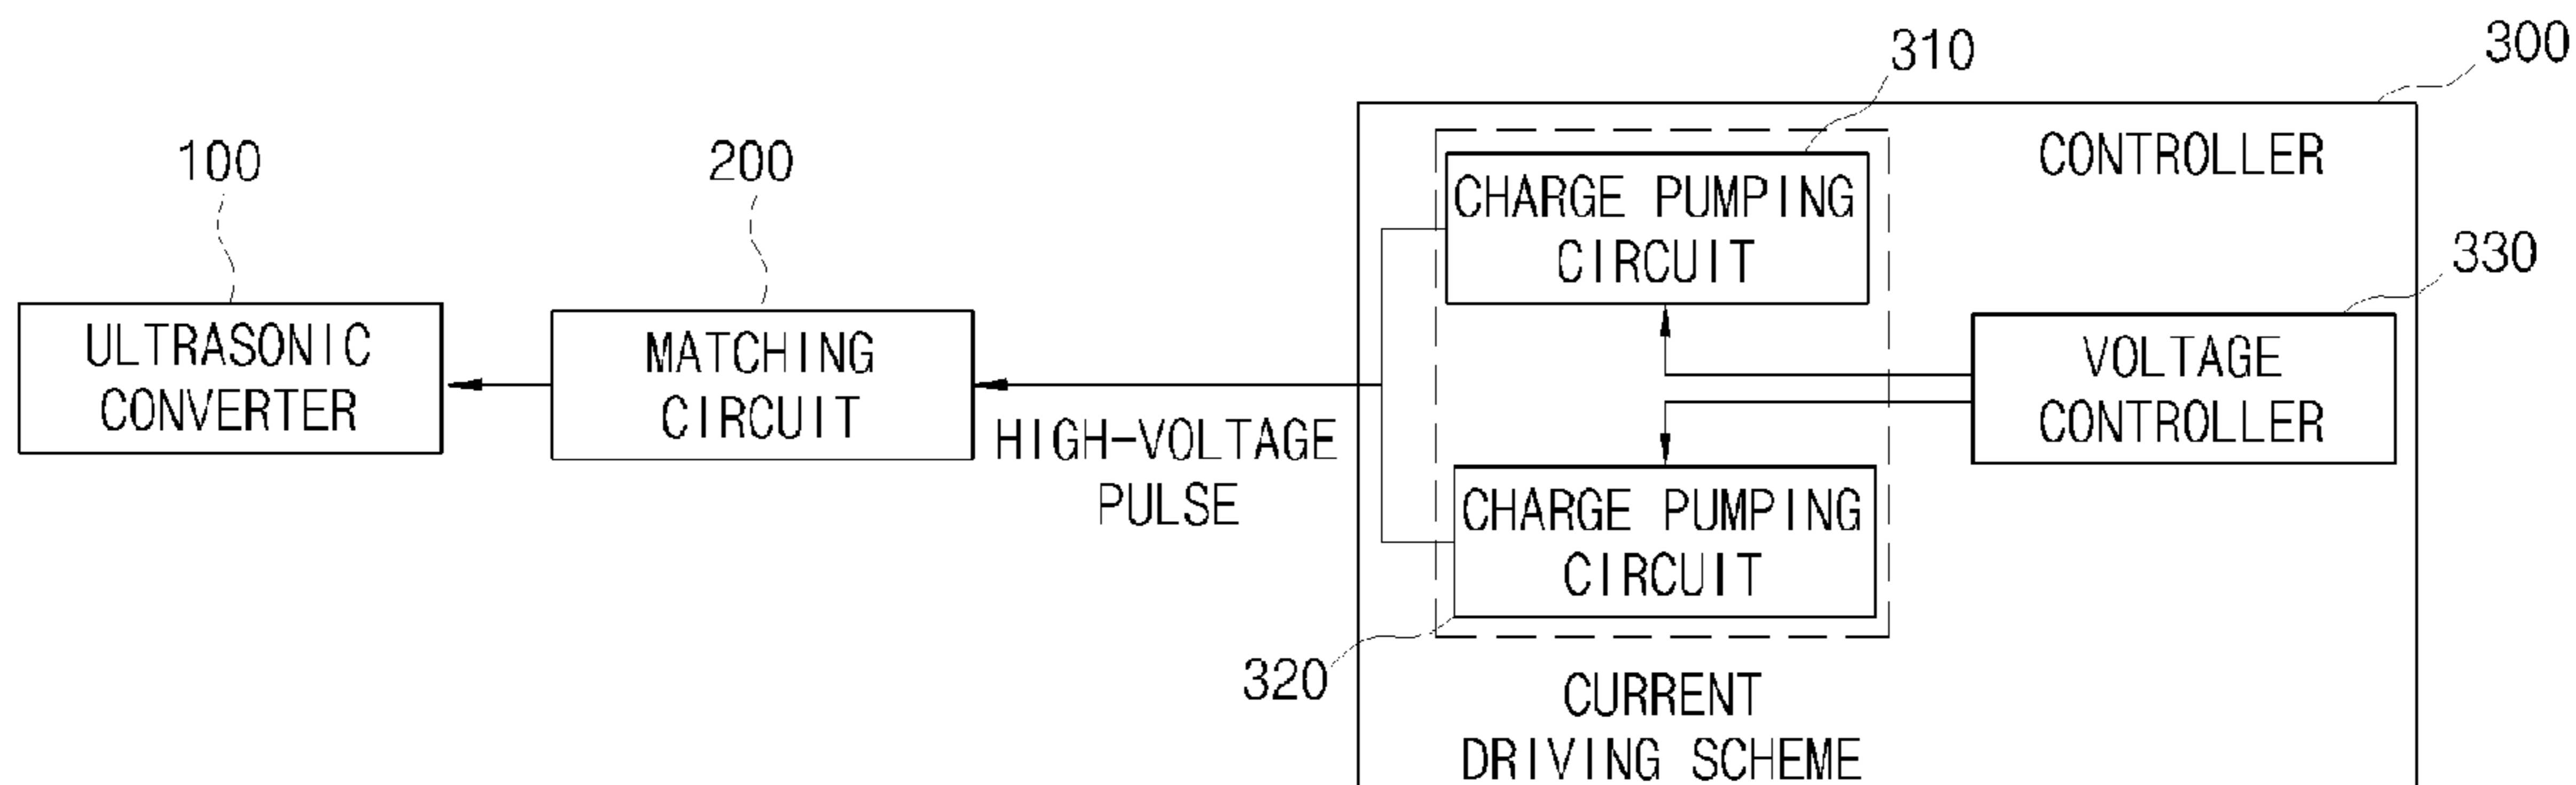 300
310
CONTROLLER
100
200
CHARGE PUMPING
CIRCUIT
330
ULTRASONIC
CONVERTER
MATCHING
CIRCUIT
VOLTAGE
CONTROLLER
HIGH-VOLTAGE
PULSE
CHARGE PUMPING
CIRCUIT
320
CURRENT
DRIVING SCHEME